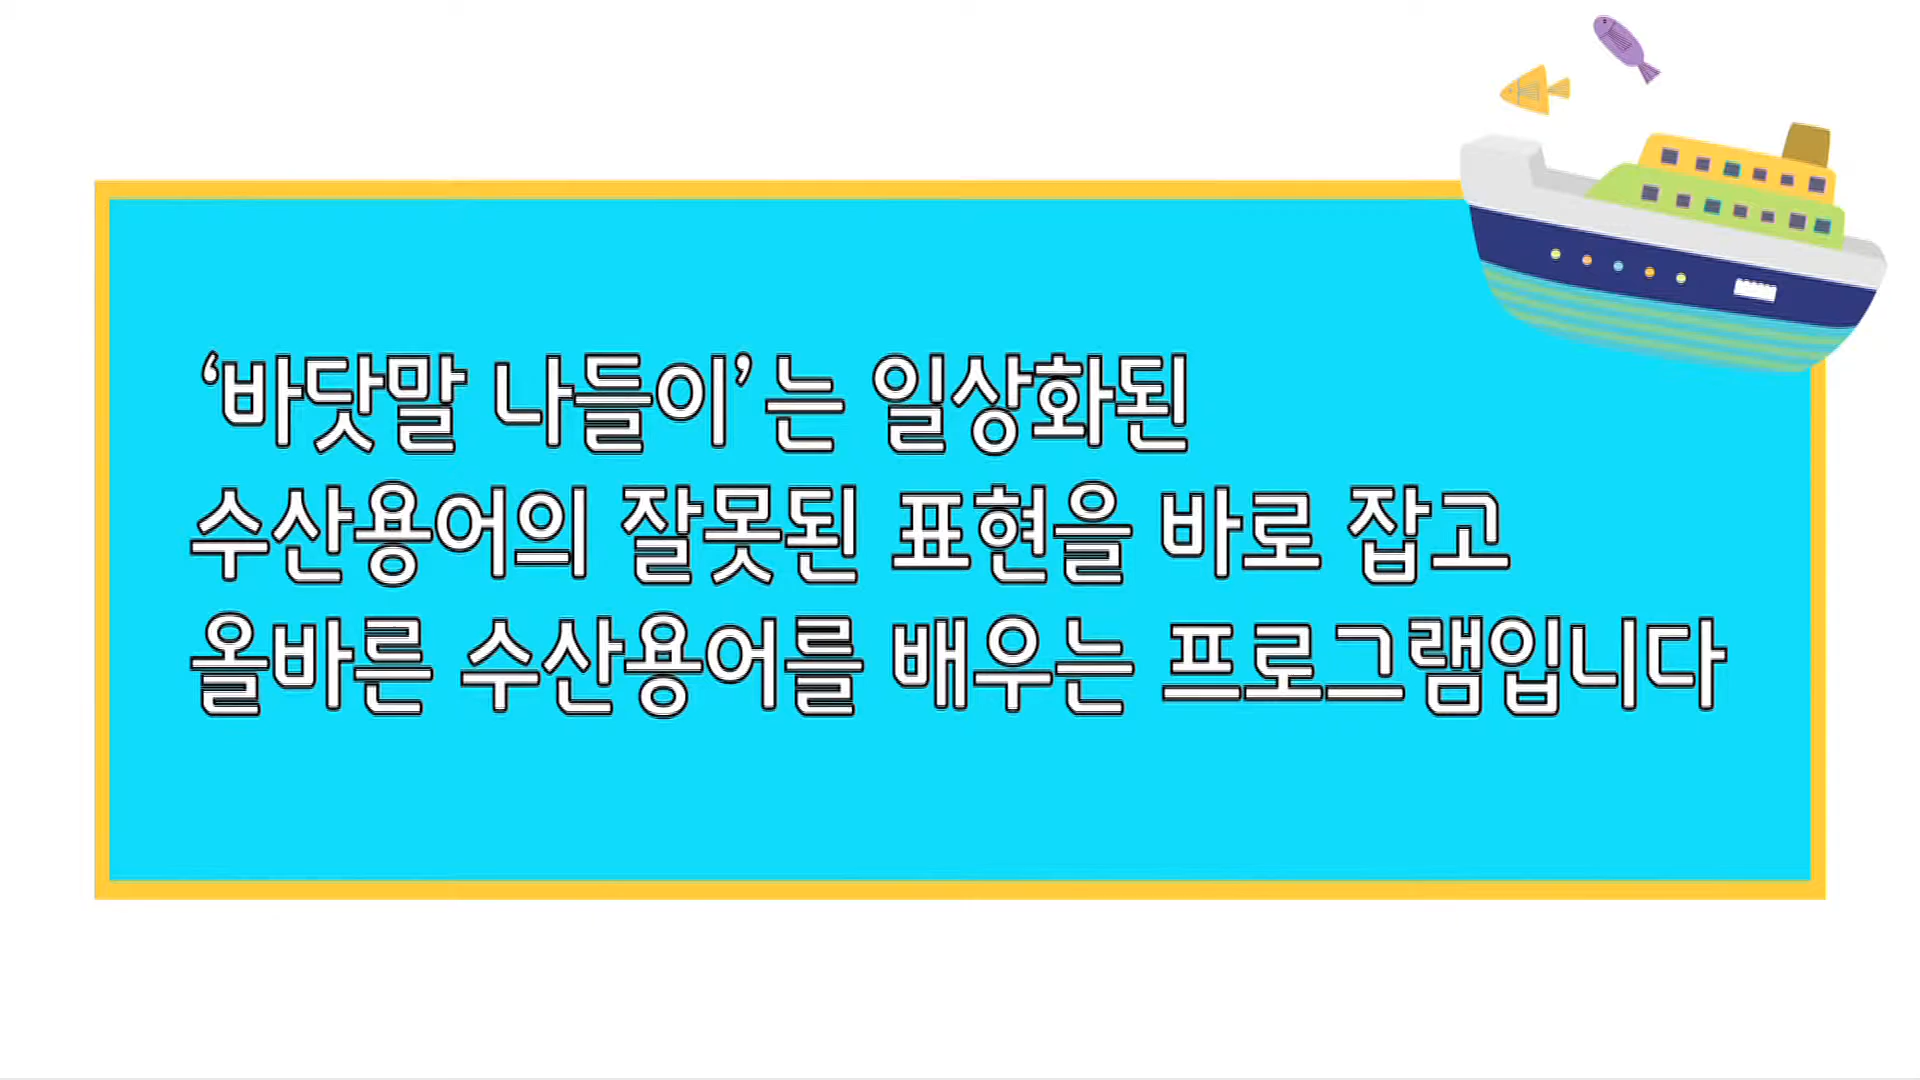 ‘바닷말 나들이’는 일상화된
수산용어의 잘못된 표현을 바로 잡고
올바른 수산용어를 배우는 프로그램입니다